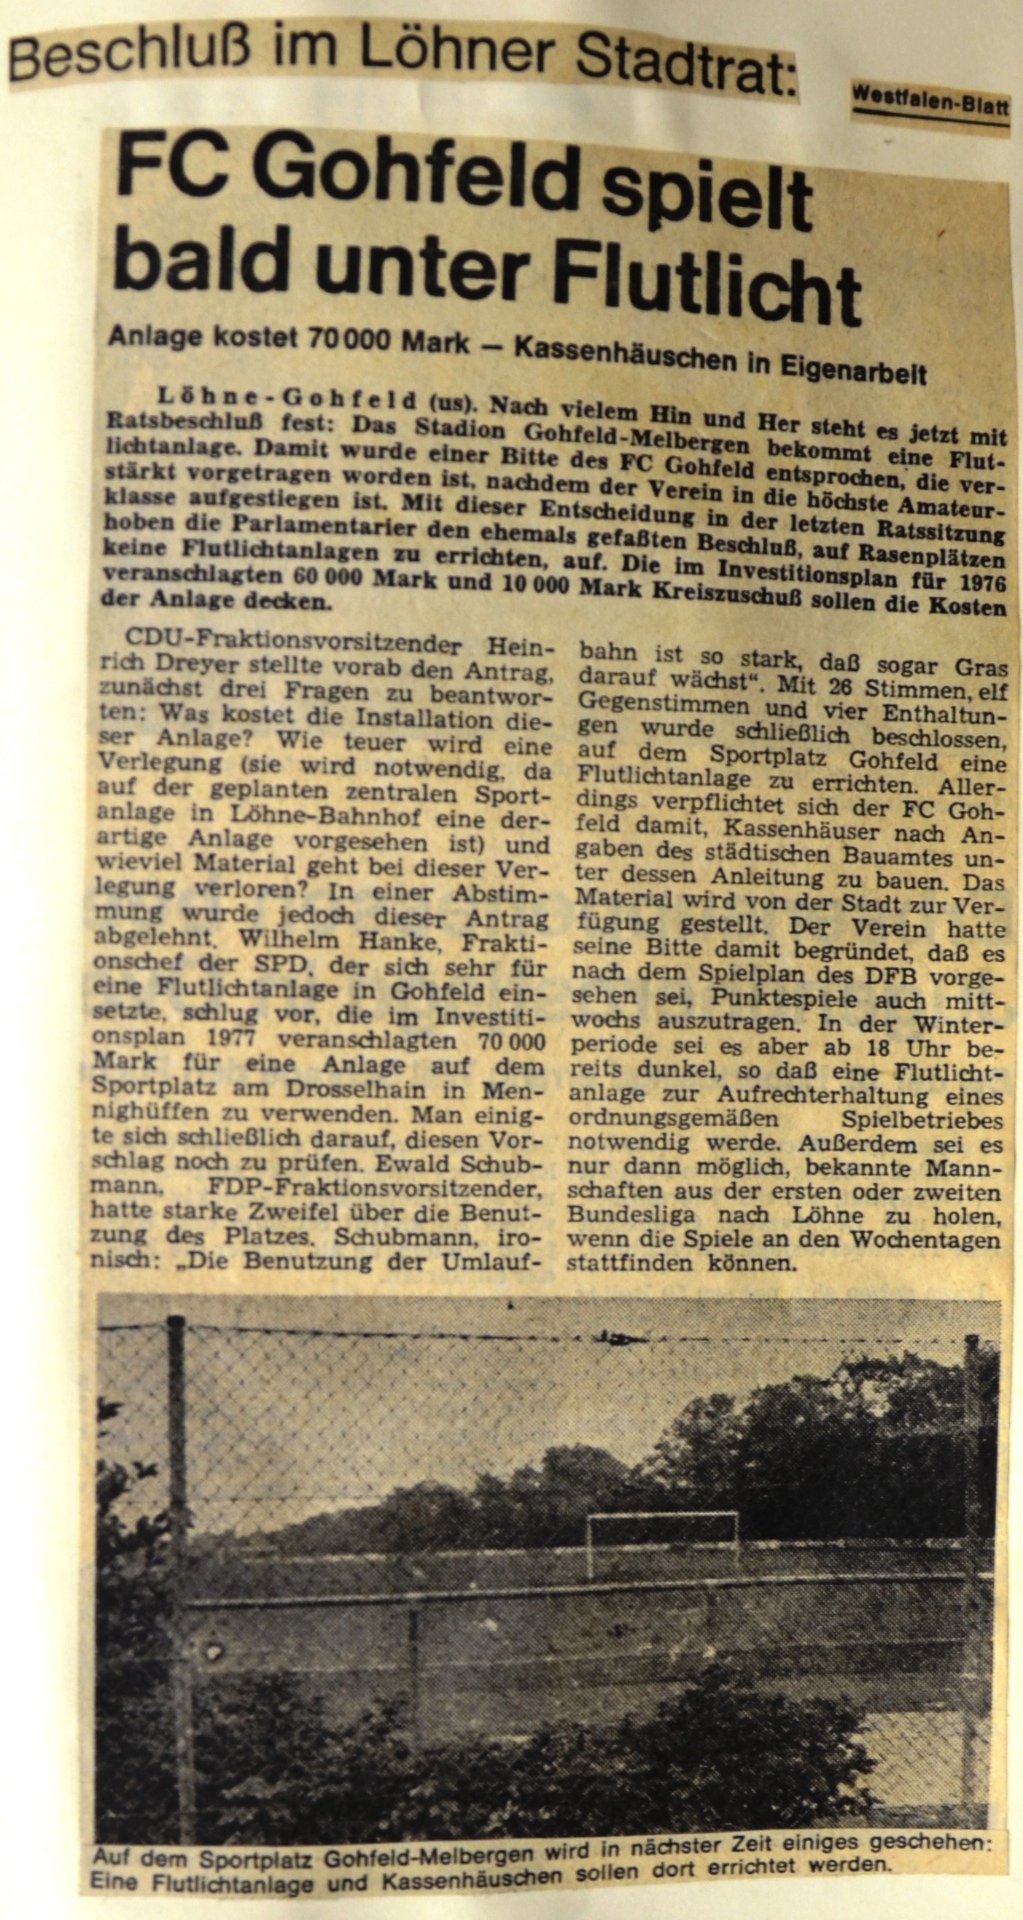 Beschluß im Löhner Stadtrat:
Westfalen-Blatt
FC Gohfeld spielt
bald unter Flutlicht
Anlage kostet 70 000 Mark — Kassenhäuschen in Eigenarbeit
Löhne-Gohfeld (us). Nach vielem Hin und Her steht es jetzt mit
Ratsbeschluß fest: Das Stadion Gohfeld-Melbergen bekommt eine Flut-
lichtanlage. Damit wurde einer Bitte des FC Gohfeld entsprochen, die ver-
stärkt vorgetragen worden ist, nachdem der Verein in die höchste Amateur-
klasse aufgestiegen ist. Mit dieser Entscheidung in der letzten Ratssitzung
hoben die Parlamentarier den ehemals gefaßten Beschluß, auf Rasenplätzen
keine Flutlichtanlagen zu errichten, auf. Die im Investitionsplan für 1976
veranschlagten 60 000 Mark und 10 000 Mark Kreiszuschuß sollen die Kosten
der Anlage decken.
CDU-Fraktionsvorsitzender Hein-
rich Dreyer stellte vorab den Antrag,
zunächst drei Fragen zu beantwor-
ten: Was kostet die Installation die-
ser Anlage? Wie teuer wird eine
Verlegung (sie wird notwendig, da
auf der geplanten zentralen Sport-
anlage in Löhne-Bahnhof eine der-
artige Anlage vorgesehen ist) und
wieviel Material geht bei dieser Ver-
legung verloren? In einer Abstim-
mung wurde jedoch dieser Antrag
abgelehnt. Wilhelm Hanke, Frakti-
onschef der SPD, der sich sehr für
eine Flutlichtanlage in Gohfeld ein-
setzte, schlug vor, die im Investiti-
onsplan 1977 veranschlagten 70 000
Mark für eine Anlage auf dem
Sportplatz am Drosselhain in Men-
nighüffen zu verwenden. Man einig-
te sich schließlich darauf, diesen Vor-
schlag noch zu prüfen. Ewald Schub-
mann, FDP-Fraktionsvorsitzender,
hatte starke Zweifel über die Benut-
zung des Platzes. Schubmann, iro-
nisch: „Die Benutzung der Umlauf-
bahn ist so stark, daß sogar Gras
darauf wächst“. Mit 26 Stimmen, elf
Gegenstimmen und vier Enthaltun-
gen wurde schließlich beschlossen,
auf dem Sportplatz Gohfeld eine
Flutlichtanlage zu errichten. Aller-
dings verpflichtet sich der FC Goh-
feld damit, Kassenhäuser nach An-
gaben des städtischen Bauamtes un-
ter dessen Anleitung zu bauen. Das
Material wird von der Stadt zur Ver-
fügung gestellt. Der Verein hatte
seine Bitte damit begründet, daß es
nach dem Spielplan des DFB vorge-
sehen sei, Punktespiele auch mitt-
wochs auszutragen. In der Winter-
periode sei es aber ab 18 Uhr be-
reits dunkel, so daß eine Flutlicht-
anlage zur Aufrechterhaltung eines
ordnungsgemäßen Spielbetriebes
notwendig werde. Außerdem sei es
nur dann möglich, bekannte Mann-
schaften aus der ersten oder zweiten
Bundesliga nach Löhne zu holen,
wenn die Spiele an den Wochentagen
stattfinden können.
Auf dem Sportplatz Gohfeld-Melbergen wird in nächster Zeit einiges geschehen:
Eine Flutlichtanlage und Kassenhäuschen sollen dort errichtet werden.